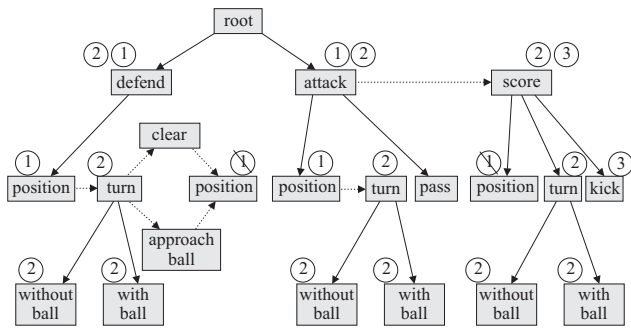 root
2 1
1 2
2 3
defend
attack
score
clear
1
2
1
1
2
1
2
3
position
turn
position
position
turn
pass
position
turn
kick
approach
ball
2
2
2
2
2
2
without
ball
with
ball
without
ball
with
ball
without
ball
with
ball